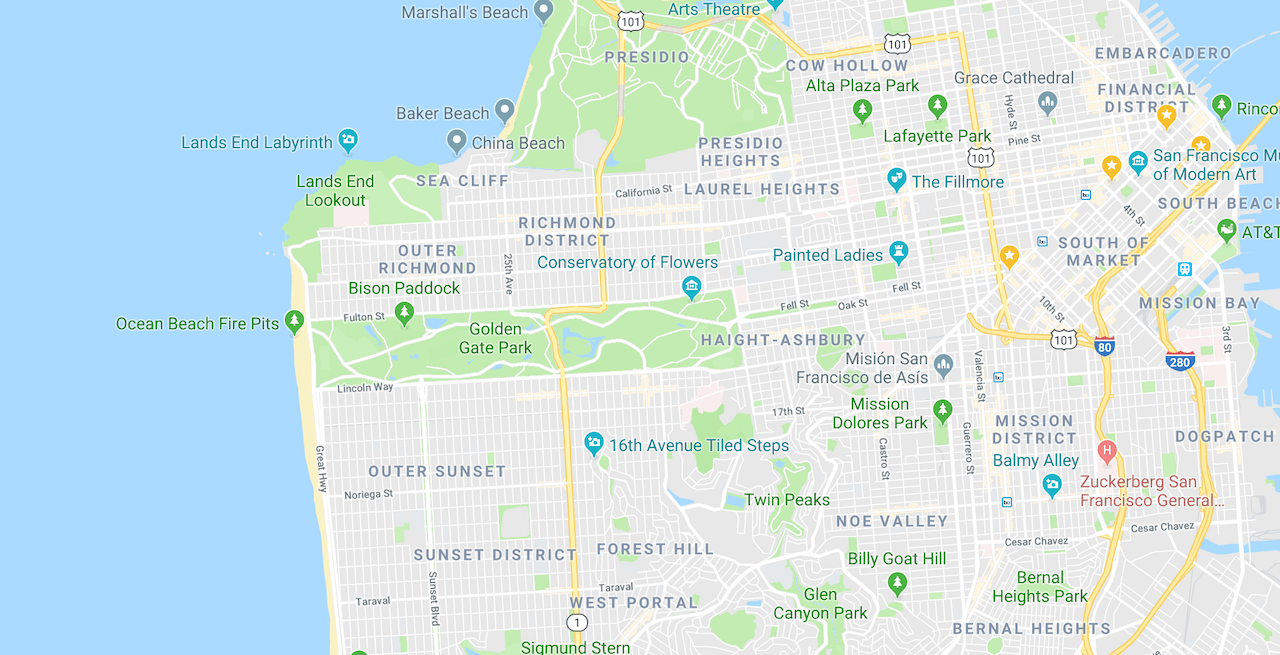 Marshall's Beach
Arts Theatre
101
101
PRESIDIO
COW HOLLOW
EMBARCADERO
Alta Plaza Park
Grace Cathedral
FINANCIAL
DISTRICT
Baker Beach
Hyde St
Rinco
Lands End Labyrinth
China Beach
Lafayette Park
Pine St
PRESIDIO
HEIGHTS
101
San Francisco Mu
of Modern Art
Lands End
Lookout
SEA CLIFF
California St
LAUREL HEIGHTS
The Fillmore
4th St
SOUTH BEACH
RICHMOND
DISTRICT
AT&T
OUTER
RICHMOND
25th Ave
Conservatory of Flowers
Painted Ladies
SOUTH OF
MARKET
Bison Paddock
Fell St
Fell St
Oak St
10th St
MISSION BAY
Ocean Beach Fire Pits
Fulton St
Golden
Gate Park
HAIGHT-ASHBURY
101
80
280
3rd St
Misión San
Francisco de Asís
Valencia St
Lincoln Way
17th St
Mission
Dolores Park
MISSION
DISTRICT
DOGPATCH
16th Avenue Tiled Steps
Castro St
Guerrero St
H
Balmy Alley
Great Hwy
OUTER SUNSET
Zuckerberg San
Francisco General...
Noriega St
Twin Peaks
NOE VALLEY
Cesar Chavez
Cesar Chavez
SUNSET DISTRICT
FOREST HILL
Billy Goat Hill
Sunset Blvd
Taraval
Taraval
WEST PORTAL
Glen
Canyon Park
Bernal
Heights Park
1
BERNAL HEIGHTS
Sigmund Stern